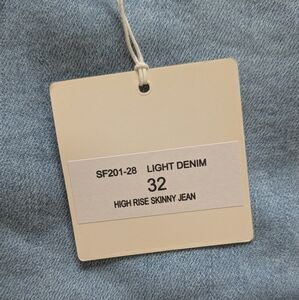 SF201-28 LIGHT DENIM
32
HIGH RISE SKINNY JEAN